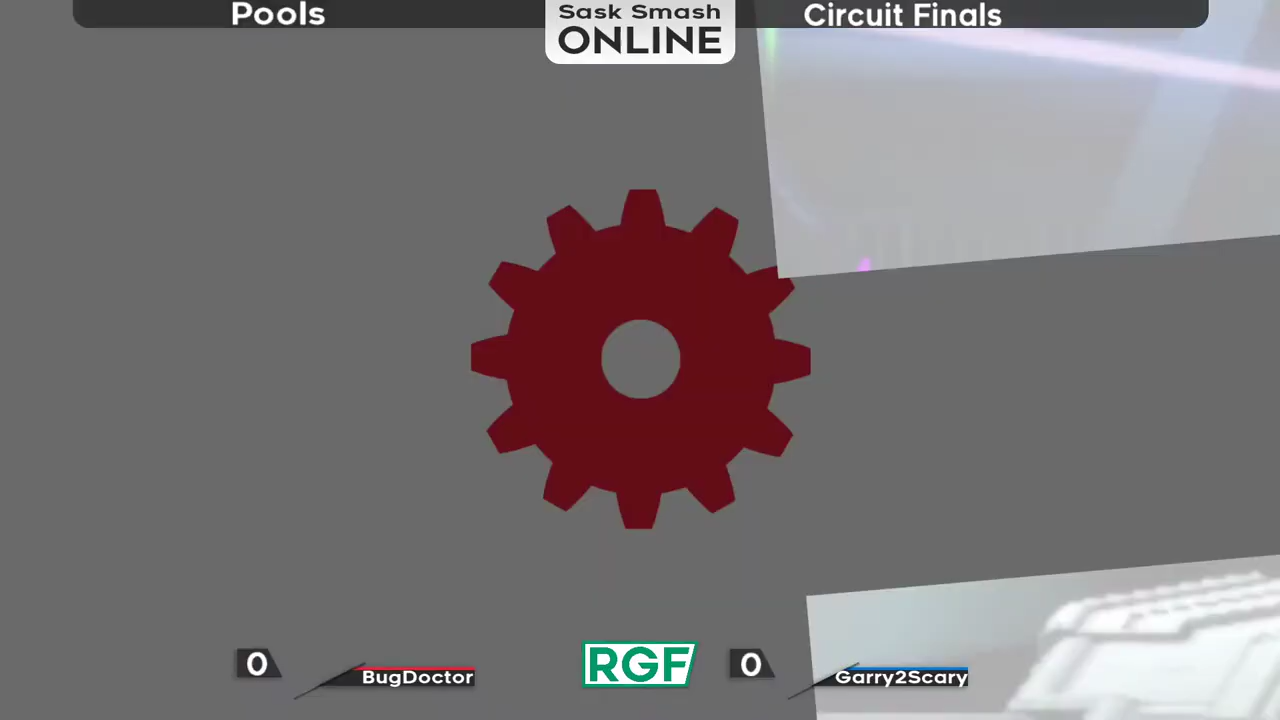 Pools
Sask Smash
ONLINE
Circuit Finals
0
BugDoctor
RGF
0
Garry2Scary